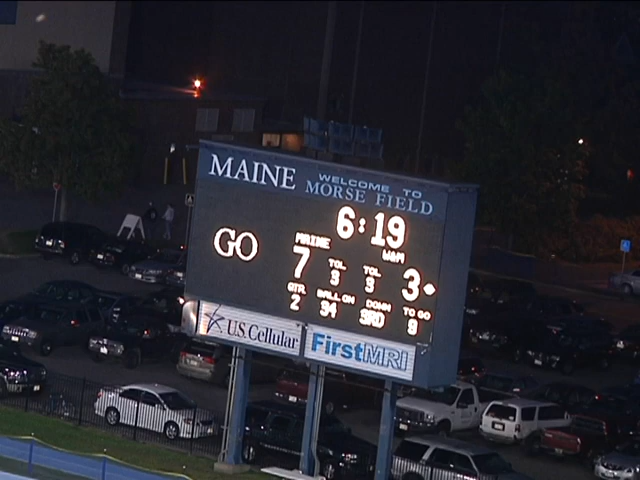 MAINE
WELCOME TO
MORSE FIELD
6:19
GO
MAINE
W&M
7
TOL
3
TOL
3
3
QTR
2
BALL ON
34
DOWN
3RD
TO GO
9
U.S. Cellular
FirstMRI